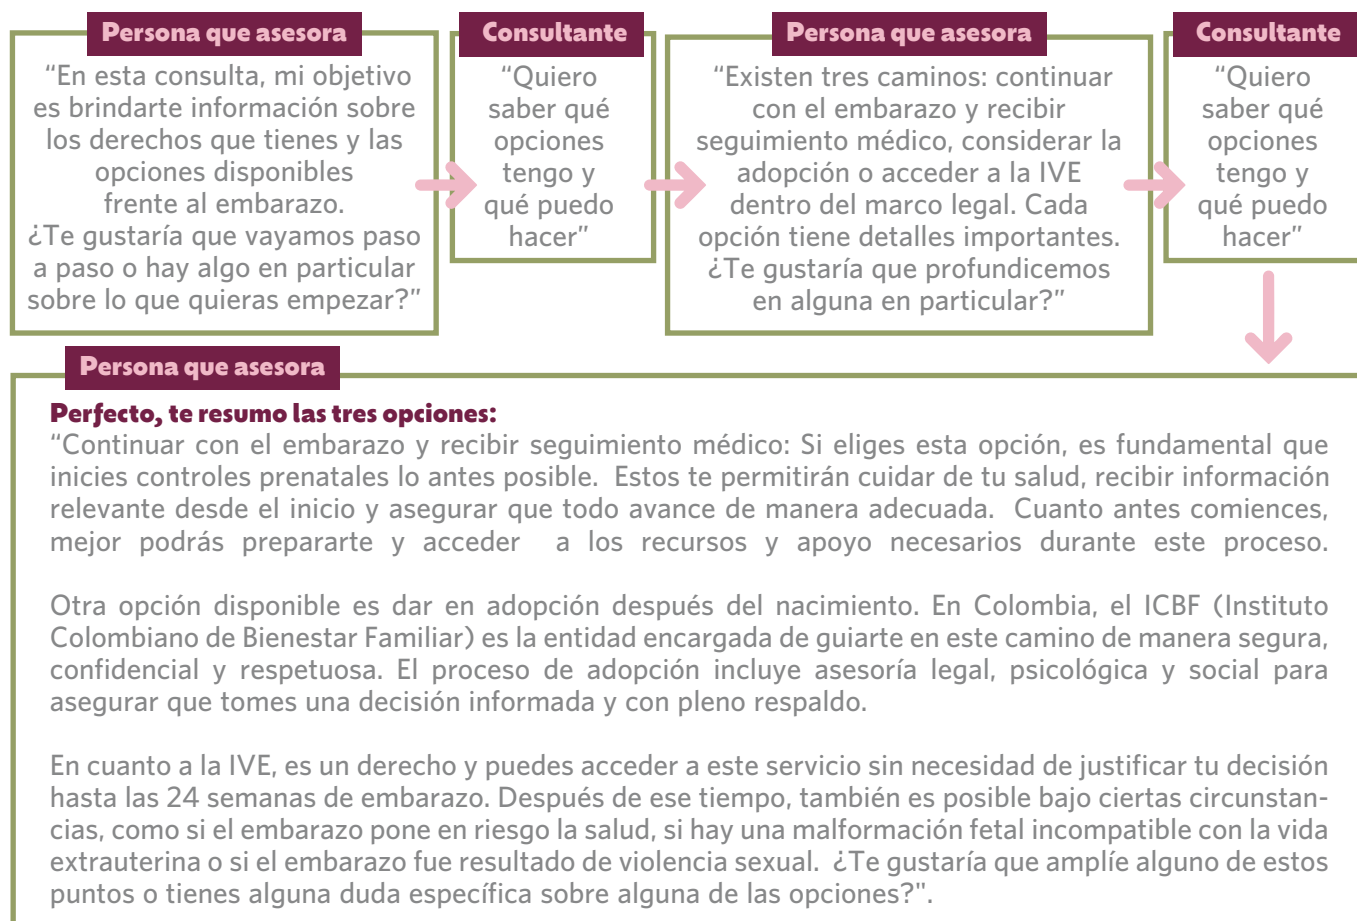 Persona que asesora
“En esta consulta, mi objetivo
es brindarte información sobre
los derechos que tienes y las
opciones disponibles
frente al embarazo.
¿Te gustaría que vayamos paso
a paso o hay algo en particular
sobre lo que quieras empezar?”
Consultante
“Quiero
saber qué
opciones
tengo y
qué puedo
hacer”
Persona que asesora
“Existen tres caminos: continuar
con el embarazo y recibir
seguimiento médico, considerar la
adopción o acceder a la IVE
dentro del marco legal. Cada
opción tiene detalles importantes.
¿Te gustaría que profundicemos
en alguna en particular?”
Consultante
“Quiero
saber qué
opciones
tengo y
qué puedo
hacer”
Persona que asesora
Perfecto, te resumo las tres opciones:
“Continuar con el embarazo y recibir seguimiento médico: Si eliges esta opción, es fundamental que
inicies controles prenatales lo antes posible. Estos te permitirán cuidar de tu salud, recibir información
relevante desde el inicio y asegurar que todo avance de manera adecuada. Cuanto antes comiences,
mejor podrás prepararte y acceder a los recursos y apoyo necesarios durante este proceso.
Otra opción disponible es dar en adopción después del nacimiento. En Colombia, el ICBF (Instituto
Colombiano de Bienestar Familiar) es la entidad encargada de guiarte en este camino de manera segura,
confidencial y respetuosa. El proceso de adopción incluye asesoría legal, psicológica y social para
asegurar que tomes una decisión informada y con pleno respaldo.
En cuanto a la IVE, es un derecho y puedes acceder a este servicio sin necesidad de justificar tu decisión
hasta las 24 semanas de embarazo. Después de ese tiempo, también es posible bajo ciertas circunstan-
cias, como si el embarazo pone en riesgo la salud, si hay una malformación fetal incompatible con la vida
extrauterina o si el embarazo fue resultado de violencia sexual. ¿Te gustaría que amplíe alguno de estos
puntos o tienes alguna duda específica sobre alguna de las opciones?".